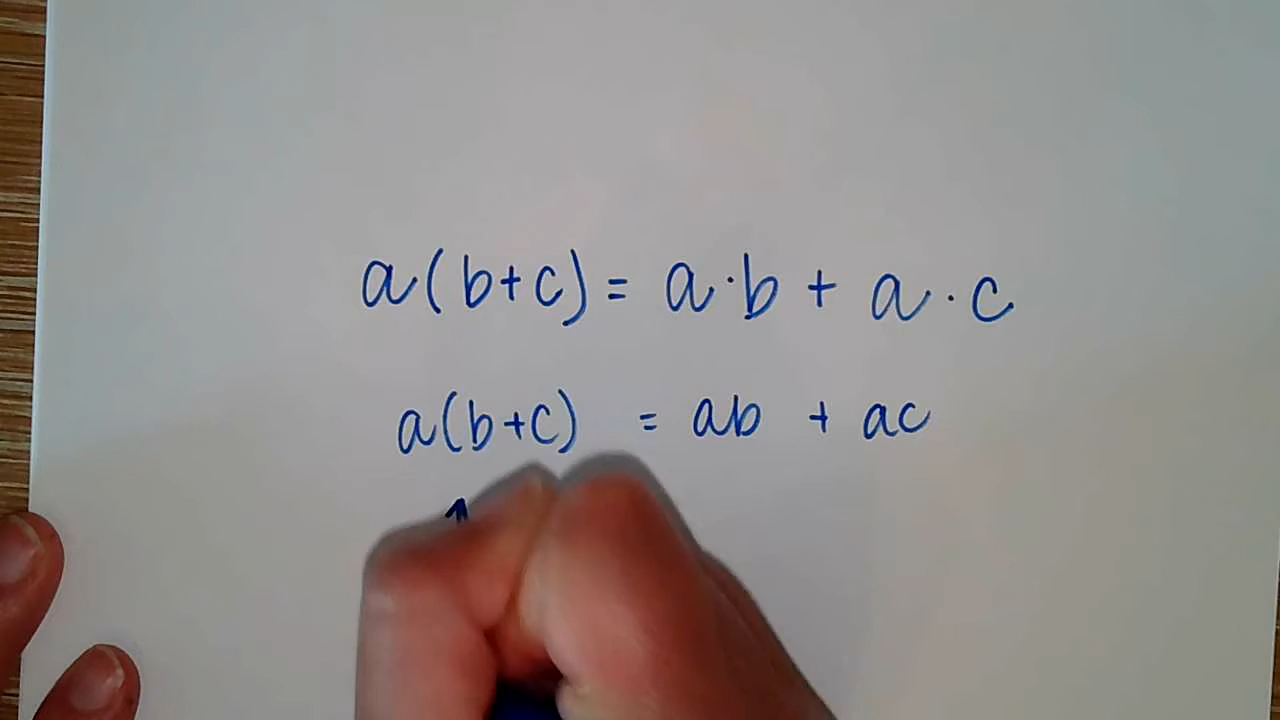 a(b+c) = a·b + a·c
a(b+c) = ab + ac